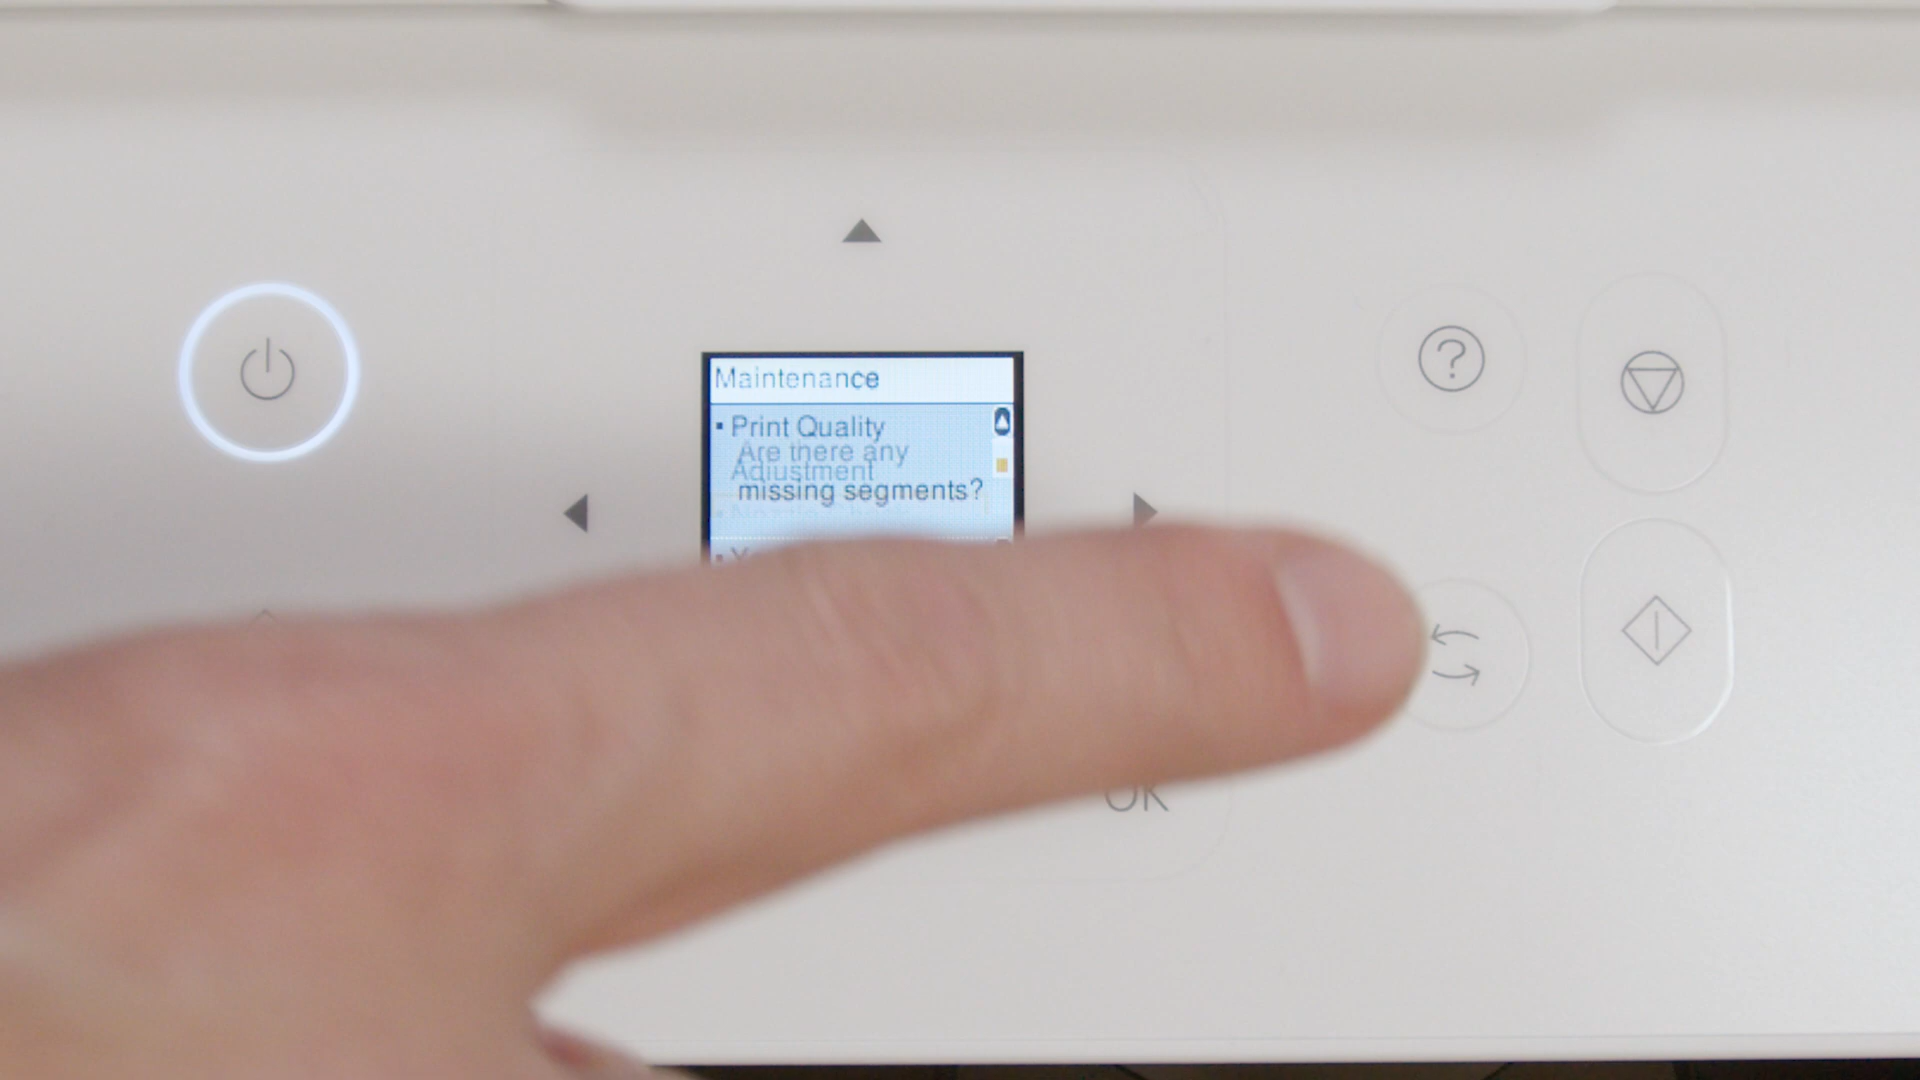 Maintenance
Print Quality
Are there any
Adjustment
missing segments?
OK